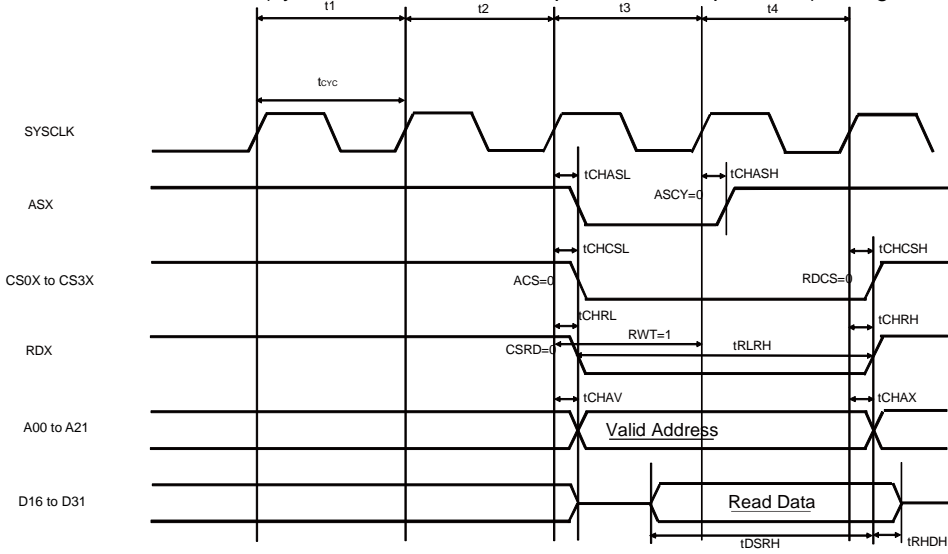 t1 t2 t3 t4
tCYC
SYSCLK
tCHASL tCHASH
ASX ASCY=0
tCHCSL tCHCSH
CS0X to CS3X ACS=0 RDCS=0
tCHRL tCHRH
RDX CSRD=0 RWT=1 tRLRH
tCHAV tCHAX
A00 to A21 Valid Address
D16 to D31 Read Data
tDSRH tRHDH